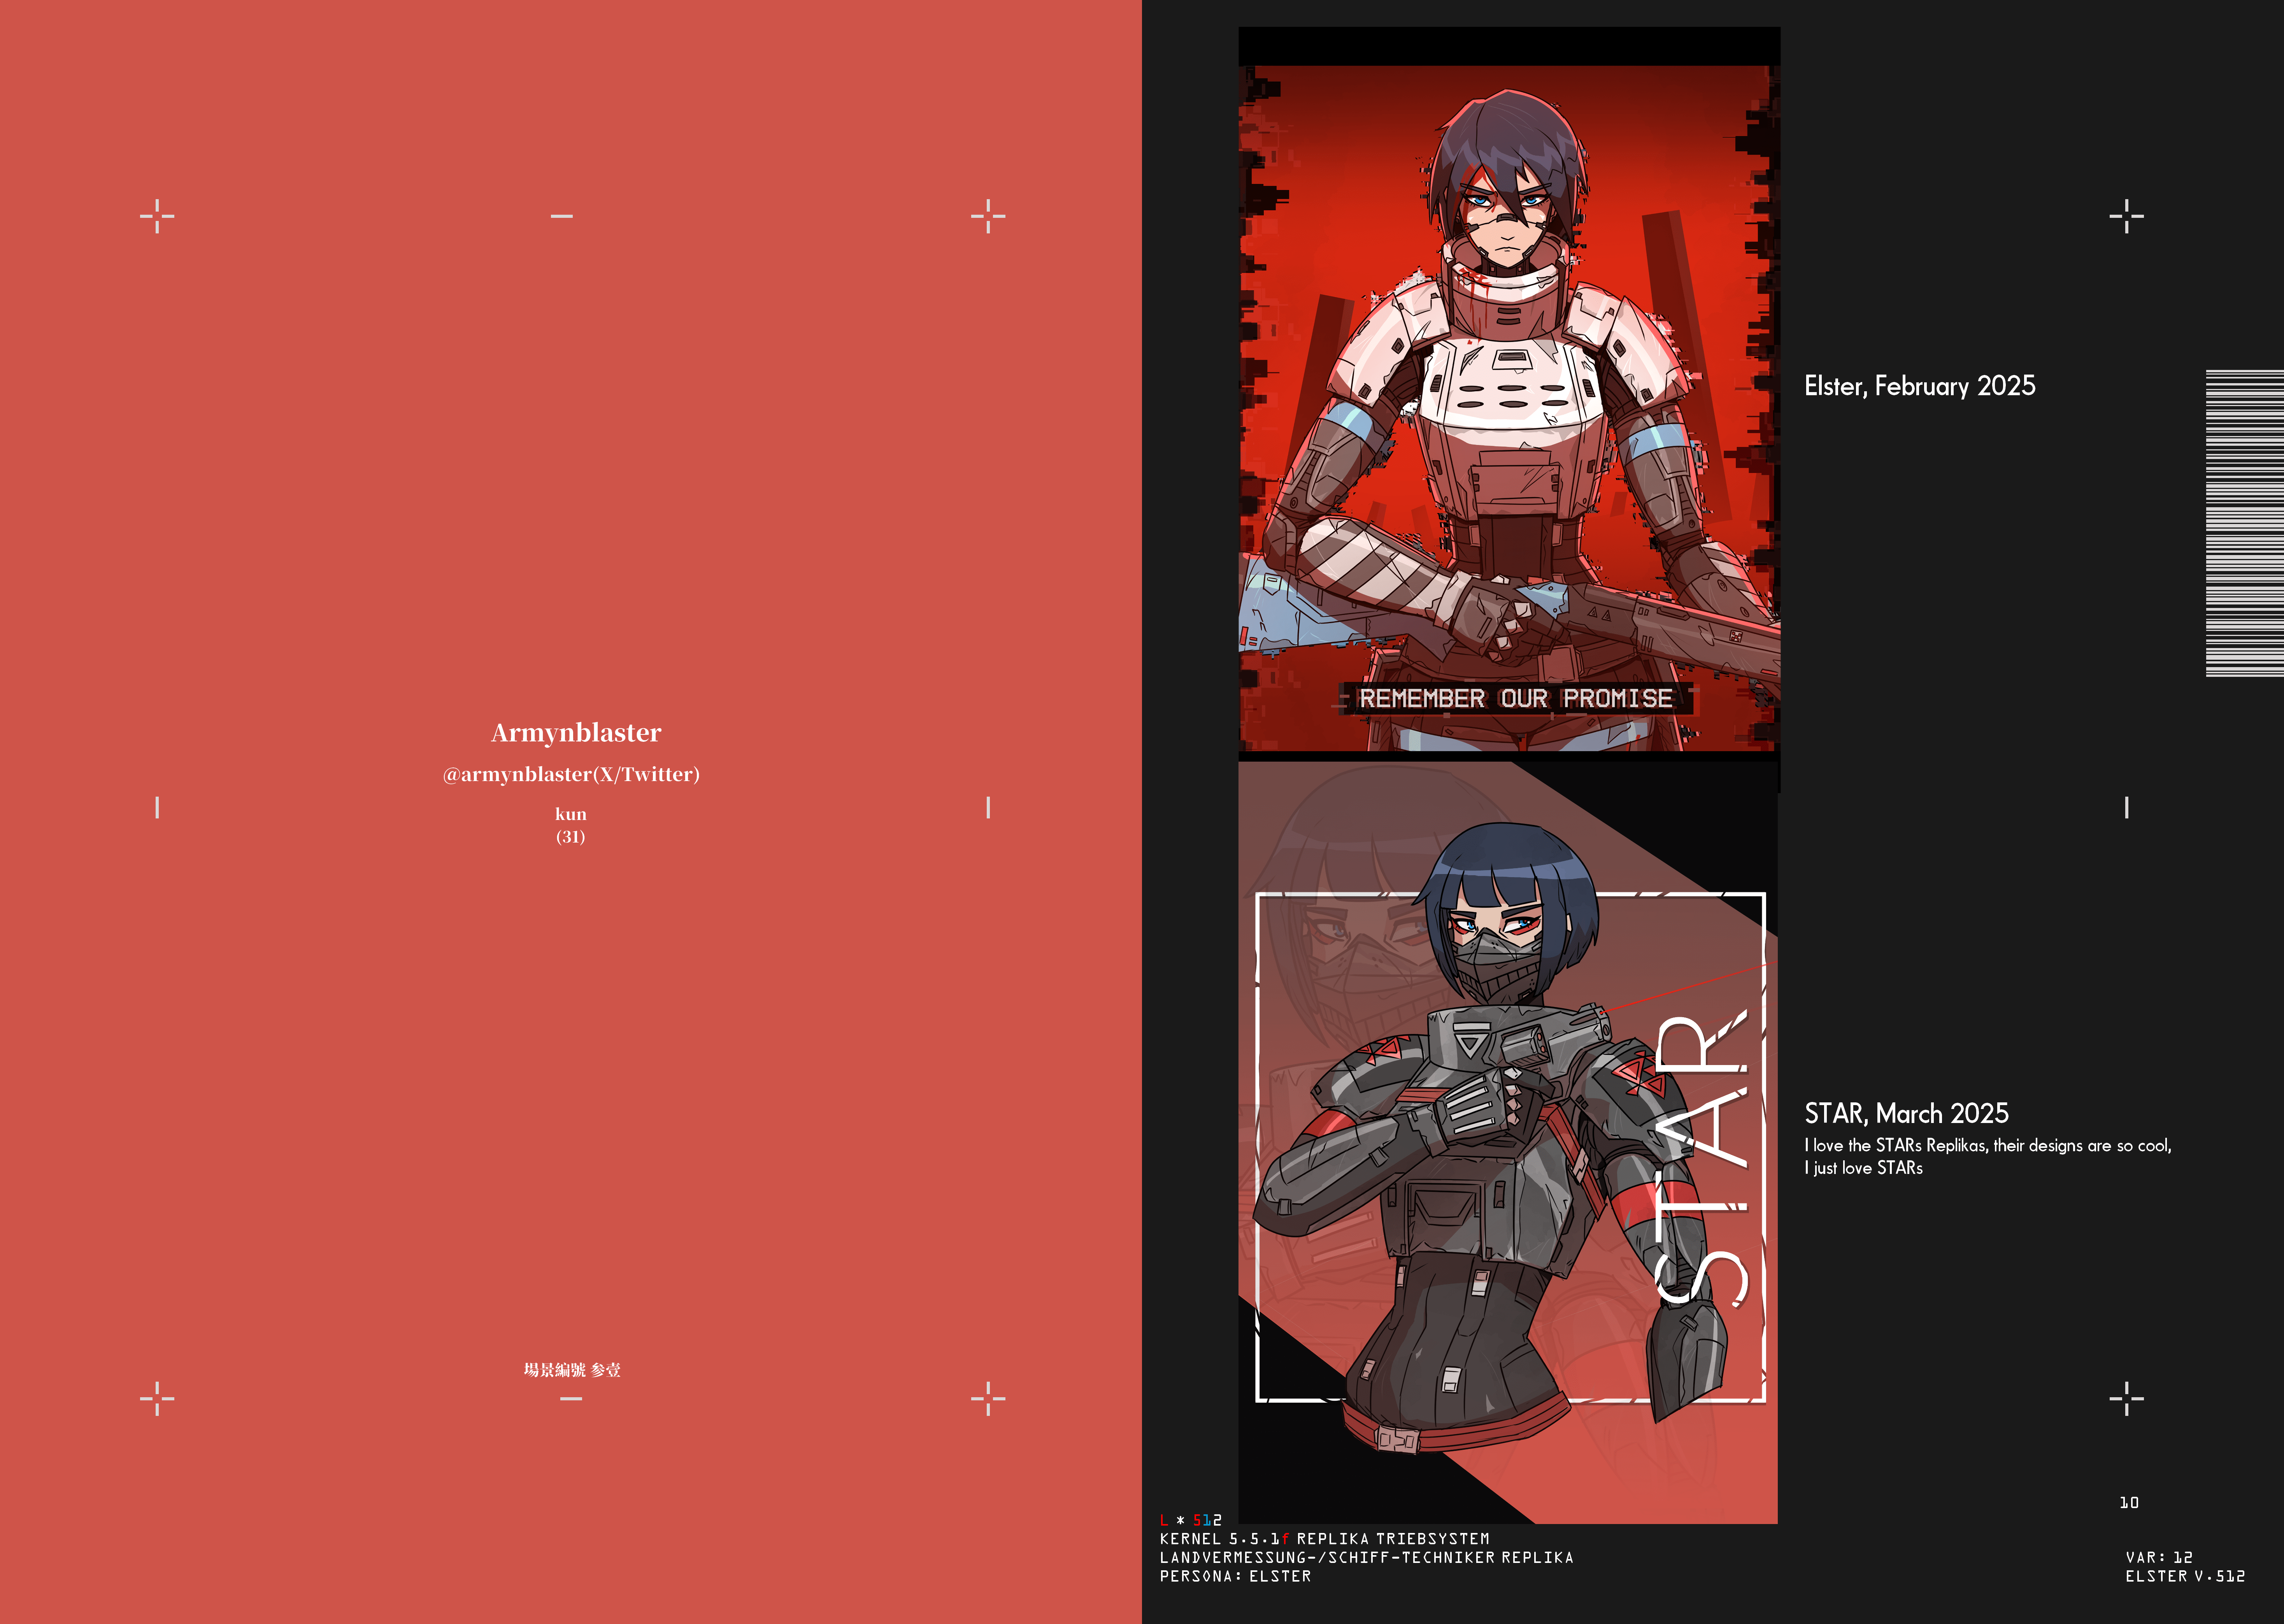 Armynblaster
@armynblaster(X/Twitter)
kun
(31)
場景編號 参壹
REMEMBER OUR PROMISE
Elster, February 2025
STAR
STAR, March 2025
I love the STARs Replikas, their designs are so cool,
I just love STARs
10
L * 512
KERNEL 5.5.1f REPLIKA TRIEBSYSTEM
LANDVERMESSUNG-/SCHIFF-TECHNIKER REPLIKA
PERSONA: ELSTER
VAR: 12
ELSTER V.512